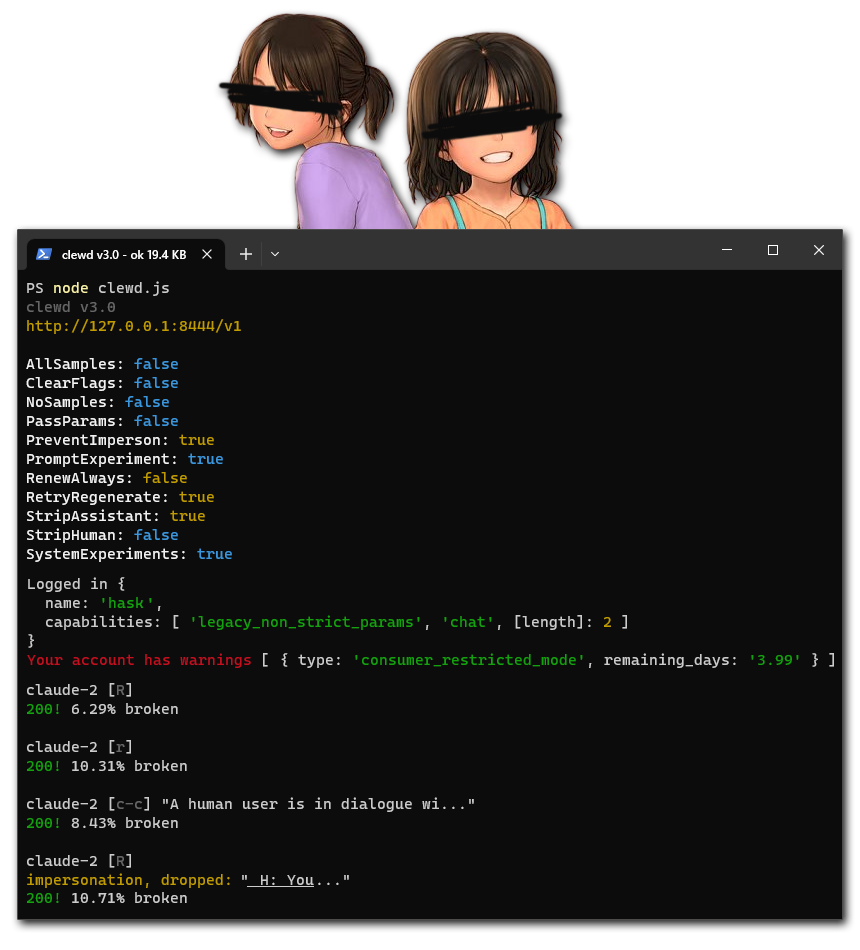 clewd v3.0 - ok 19.4 KB
PS node clewd.js
clewd v3.0
http://127.0.0.1:8444/v1
AllSamples: false
ClearFlags: false
NoSamples: false
PassParams: false
PreventImperson: true
PromptExperiment: true
RenewAlways: false
RetryRegenerate: true
StripAssistant: true
StripHuman: false
SystemExperiments: true
Logged in {
  name: 'hask',
  capabilities: [ 'legacy_non_strict_params', 'chat', [length]: 2 ]
}
Your account has warnings [ { type: 'consumer_restricted_mode', remaining_days: '3.99' } ]
claude-2 [R]
200! 6.29% broken
claude-2 [r]
200! 10.31% broken
claude-2 [c-c] "A human user is in dialogue wi..."
200! 8.43% broken
claude-2 [R]
impersonation, dropped: " H: You..."
200! 10.71% broken